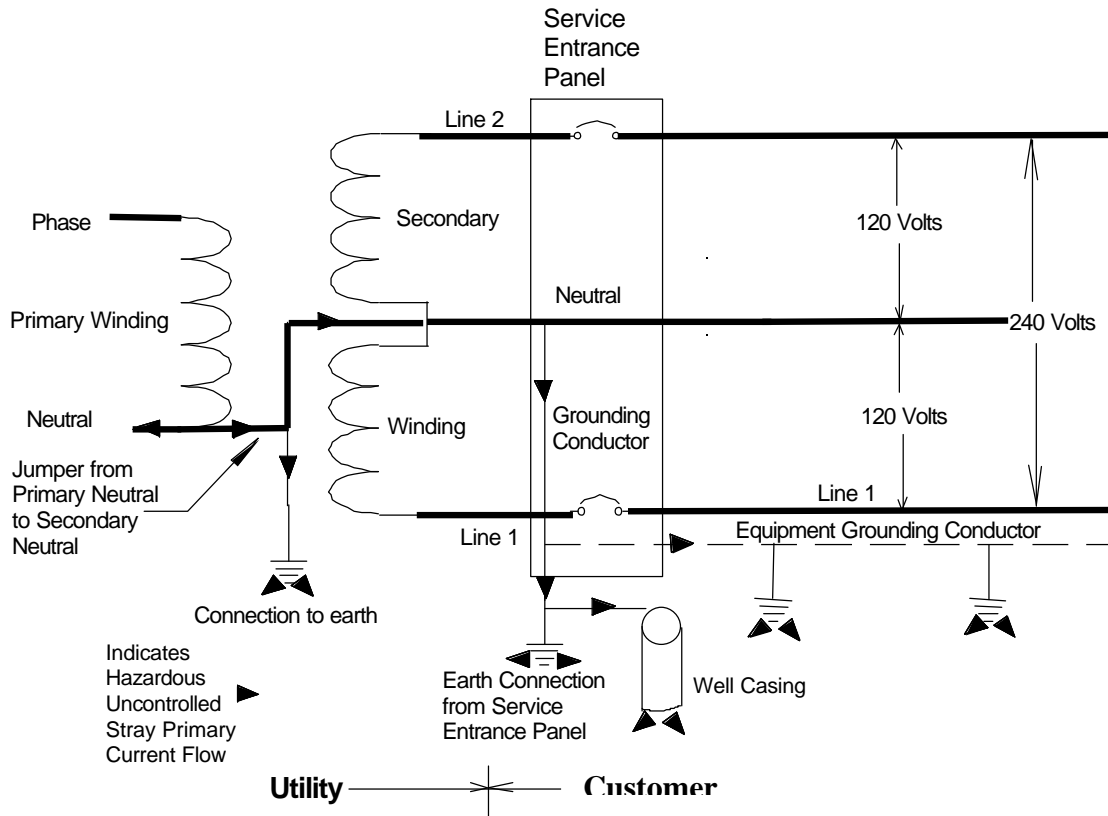 Service
Entrance
Panel
Line 2
Phase
Secondary
120 Volts
Neutral
Primary Winding
240 Volts
Neutral
Winding
Grounding
Conductor
120 Volts
Jumper from
Primary Neutral
to Secondary
Neutral
Line 1
Line 1
Equipment Grounding Conductor
Connection to earth
Indicates
Hazardous
Uncontrolled
Stray Primary
Current Flow
Earth Connection
from Service
Entrance Panel
Well Casing
Utility
Customer